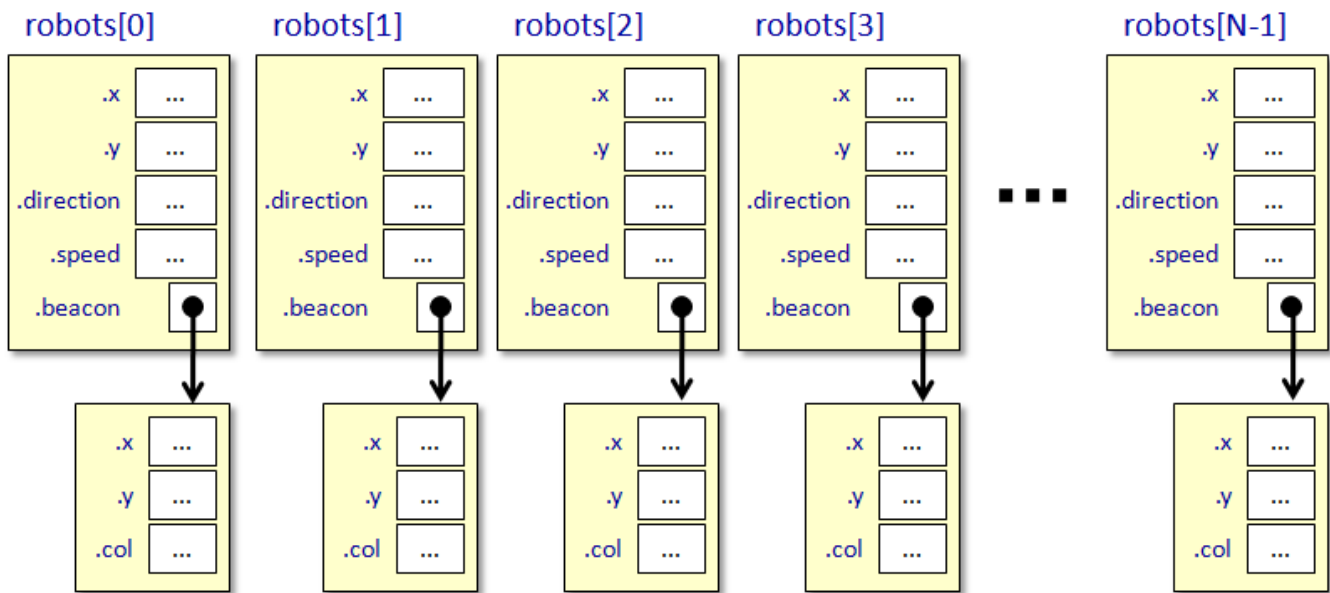 robots[0] robots[1] robots[2] robots[3] robots[N-1]
.x ... .x ... .x ... .x ... .x ...
.y ... .y ... .y ... .y ... .y ...
.direction ... .direction ... .direction ... .direction ... .direction ...
.speed ... .speed ... .speed ... .speed ... .speed ...
.beacon .beacon .beacon .beacon .beacon
.x ... .x ... .x ... .x ... .x ...
.y ... .y ... .y ... .y ... .y ...
.col ... .col ... .col ... .col ... .col ...